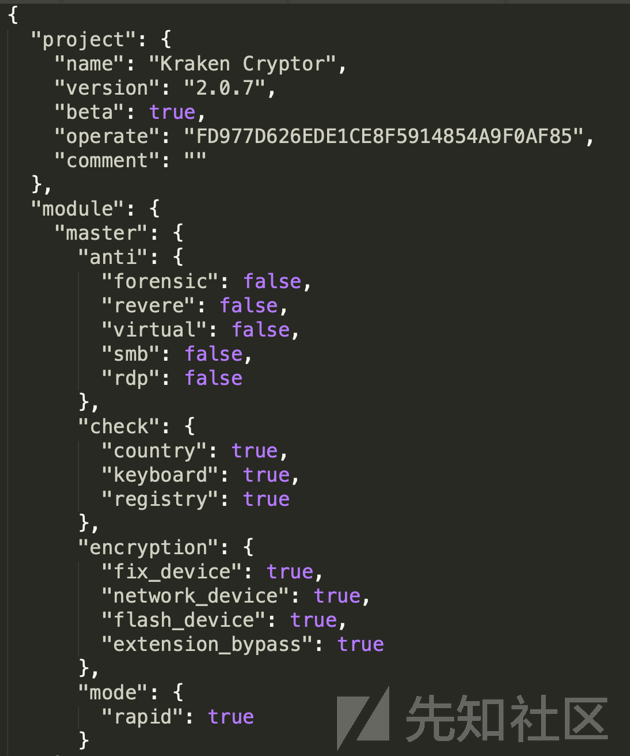 {
"project": {
"name": "Kraken Cryptor",
"version": "2.0.7",
"beta": true,
"operate": "FD977D626EDE1CE8F5914854A9F0AF85",
"comment": ""
},
"module": {
"master": {
"anti": {
"forensic": false,
"revere": false,
"virtual": false,
"smb": false,
"rdp": false
},
"check": {
"country": true,
"keyboard": true,
"registry": true
},
"encryption": {
"fix_device": true,
"network_device": true,
"flash_device": true,
"extension_bypass": true
},
"mode": {
"rapid": true
}
先知社区